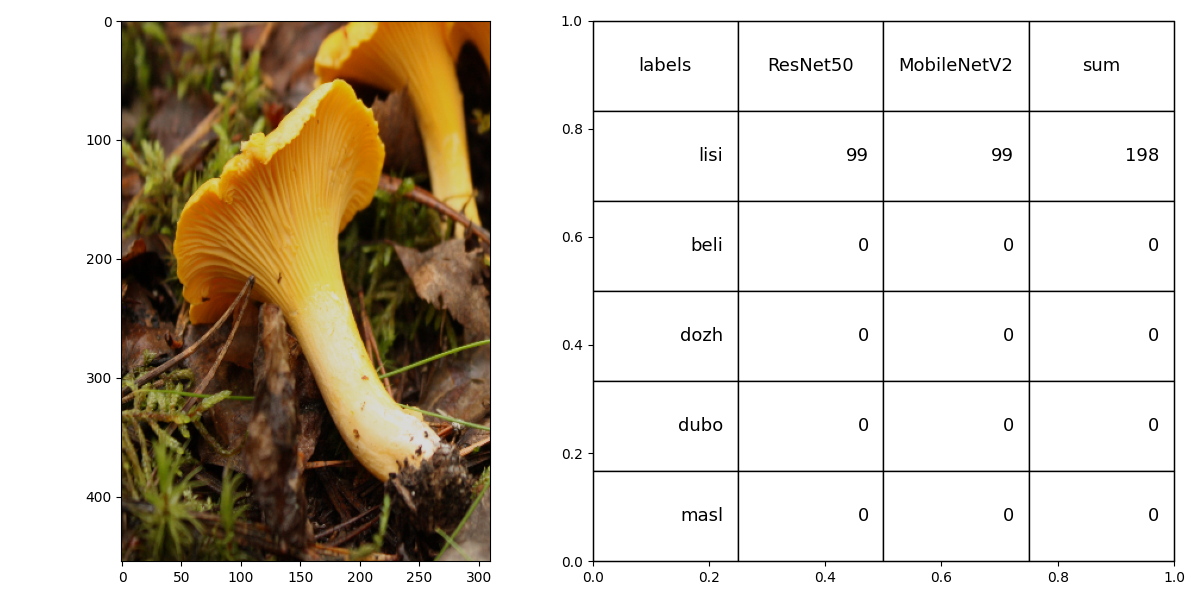 0
100
200
300
400
0 50 100 150 200 250 300
1.0
0.8
0.6
0.4
0.2
0.0
0.0 0.2 0.4 0.6 0.8 1.0
labels ResNet50 MobileNetV2 sum
lisi 99 99 198
beli 0 0 0
dozh 0 0 0
dubo 0 0 0
masl 0 0 0